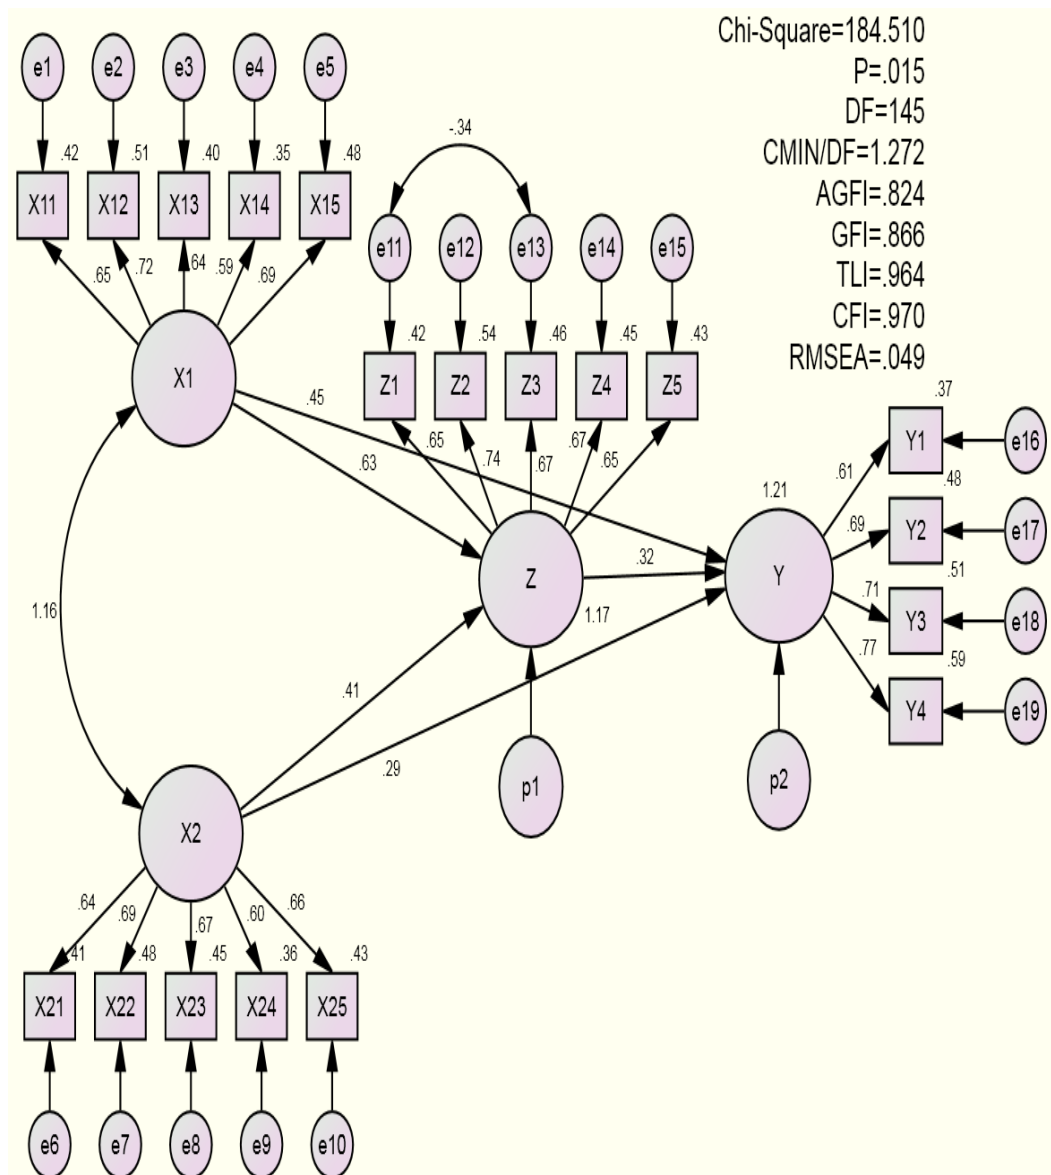 Chi-Square=184.510
P=.015
DF=145
CMIN/DF=1.272
AGFI=.824
GFI=.866
TLI=.964
CFI=.970
RMSEA=.049
e1 e2 e3 e4 e5
.42 .51 .40 .35 .48
X11 X12 X13 X14 X15
.65 .72 .64 .59 .69
X1
-.34
e11 e12 e13 e14 e15
.42 .54 .46 .45 .43
Z1 Z2 Z3 Z4 Z5
.65 .74 .67 .67 .65
.45
.63
Z
1.17
.32
1.21
Y
.37
Y1 e16
.61
.48
Y2 e17
.69
.51
Y3 e18
.71
.59
Y4 e19
.77
1.16
.41
.29
p1
p2
X2
.64 .69 .67 .60 .66
.41 .48 .45 .36 .43
X21 X22 X23 X24 X25
e6 e7 e8 e9 e10